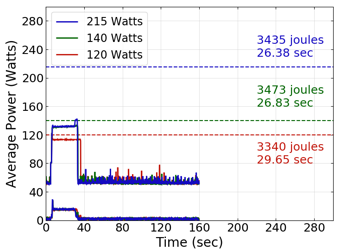 280
240
200
160
120
80
40
0
Average Power (Watts)
215 Watts
140 Watts
120 Watts
3435 joules
26.38 sec
3473 joules
26.83 sec
3340 joules
29.65 sec
0 40 80 120 160 200 240 280
Time (sec)